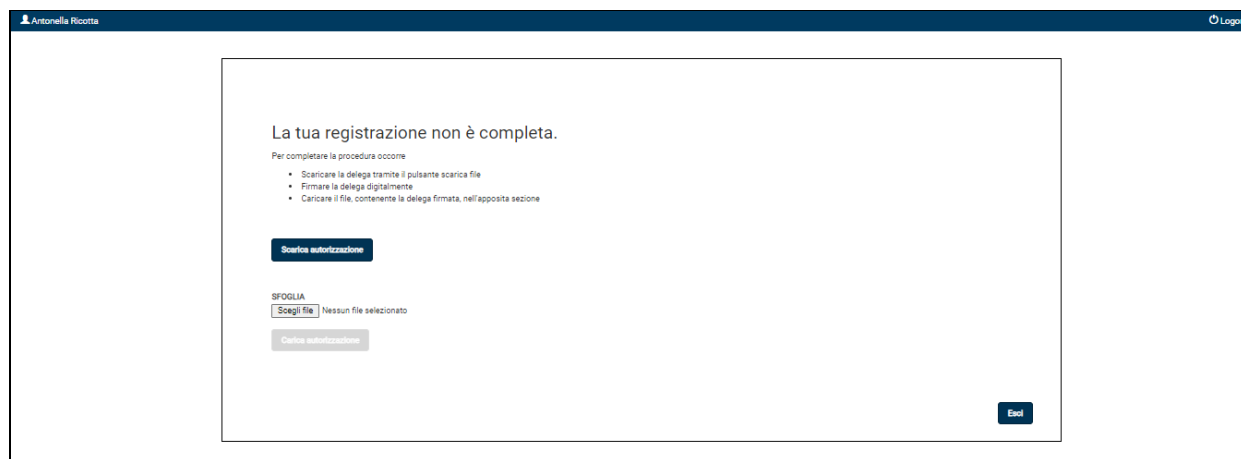 Antonella Ricotta
Logout
La tua registrazione non è completa.
Per completare la procedura occorre
Scaricare la delega tramite il pulsante scarica file
Firmare la delega digitalmente
Caricare il file, contenente la delega firmata, nell'apposita sezione
Scarica autorizzazione
SFOGLIA
Scegli file Nessun file selezionato
Carica autorizzazione
Esci